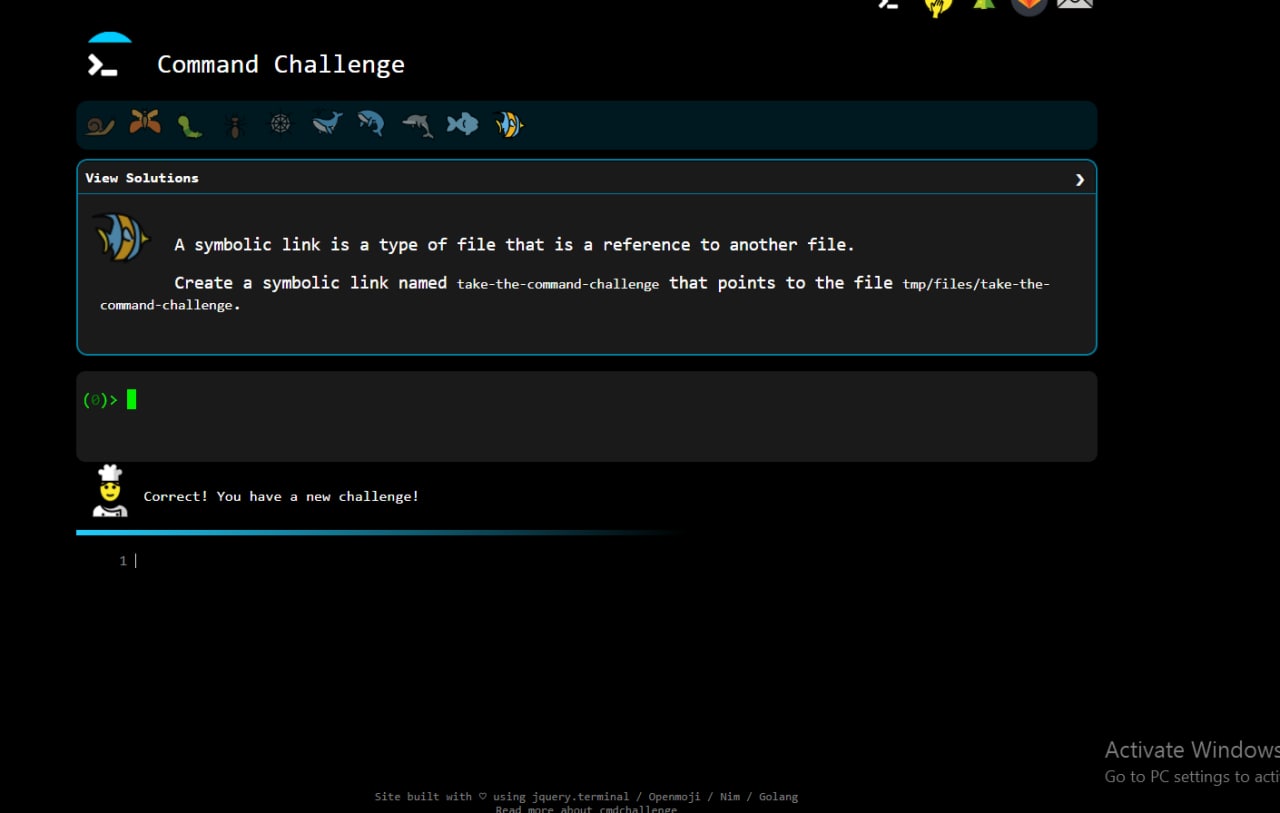 Command Challenge
View Solutions
A symbolic link is a type of file that is a reference to another file.
Create a symbolic link named take-the-command-challenge that points to the file tmp/files/take-the-
command-challenge.
(0)>
Correct! You have a new challenge!
1
Activate Windows
Go to PC settings to acti
Site built with ♡ using jquery.terminal / Openmoji / Nim / Golang
Read more about cmdchallenge